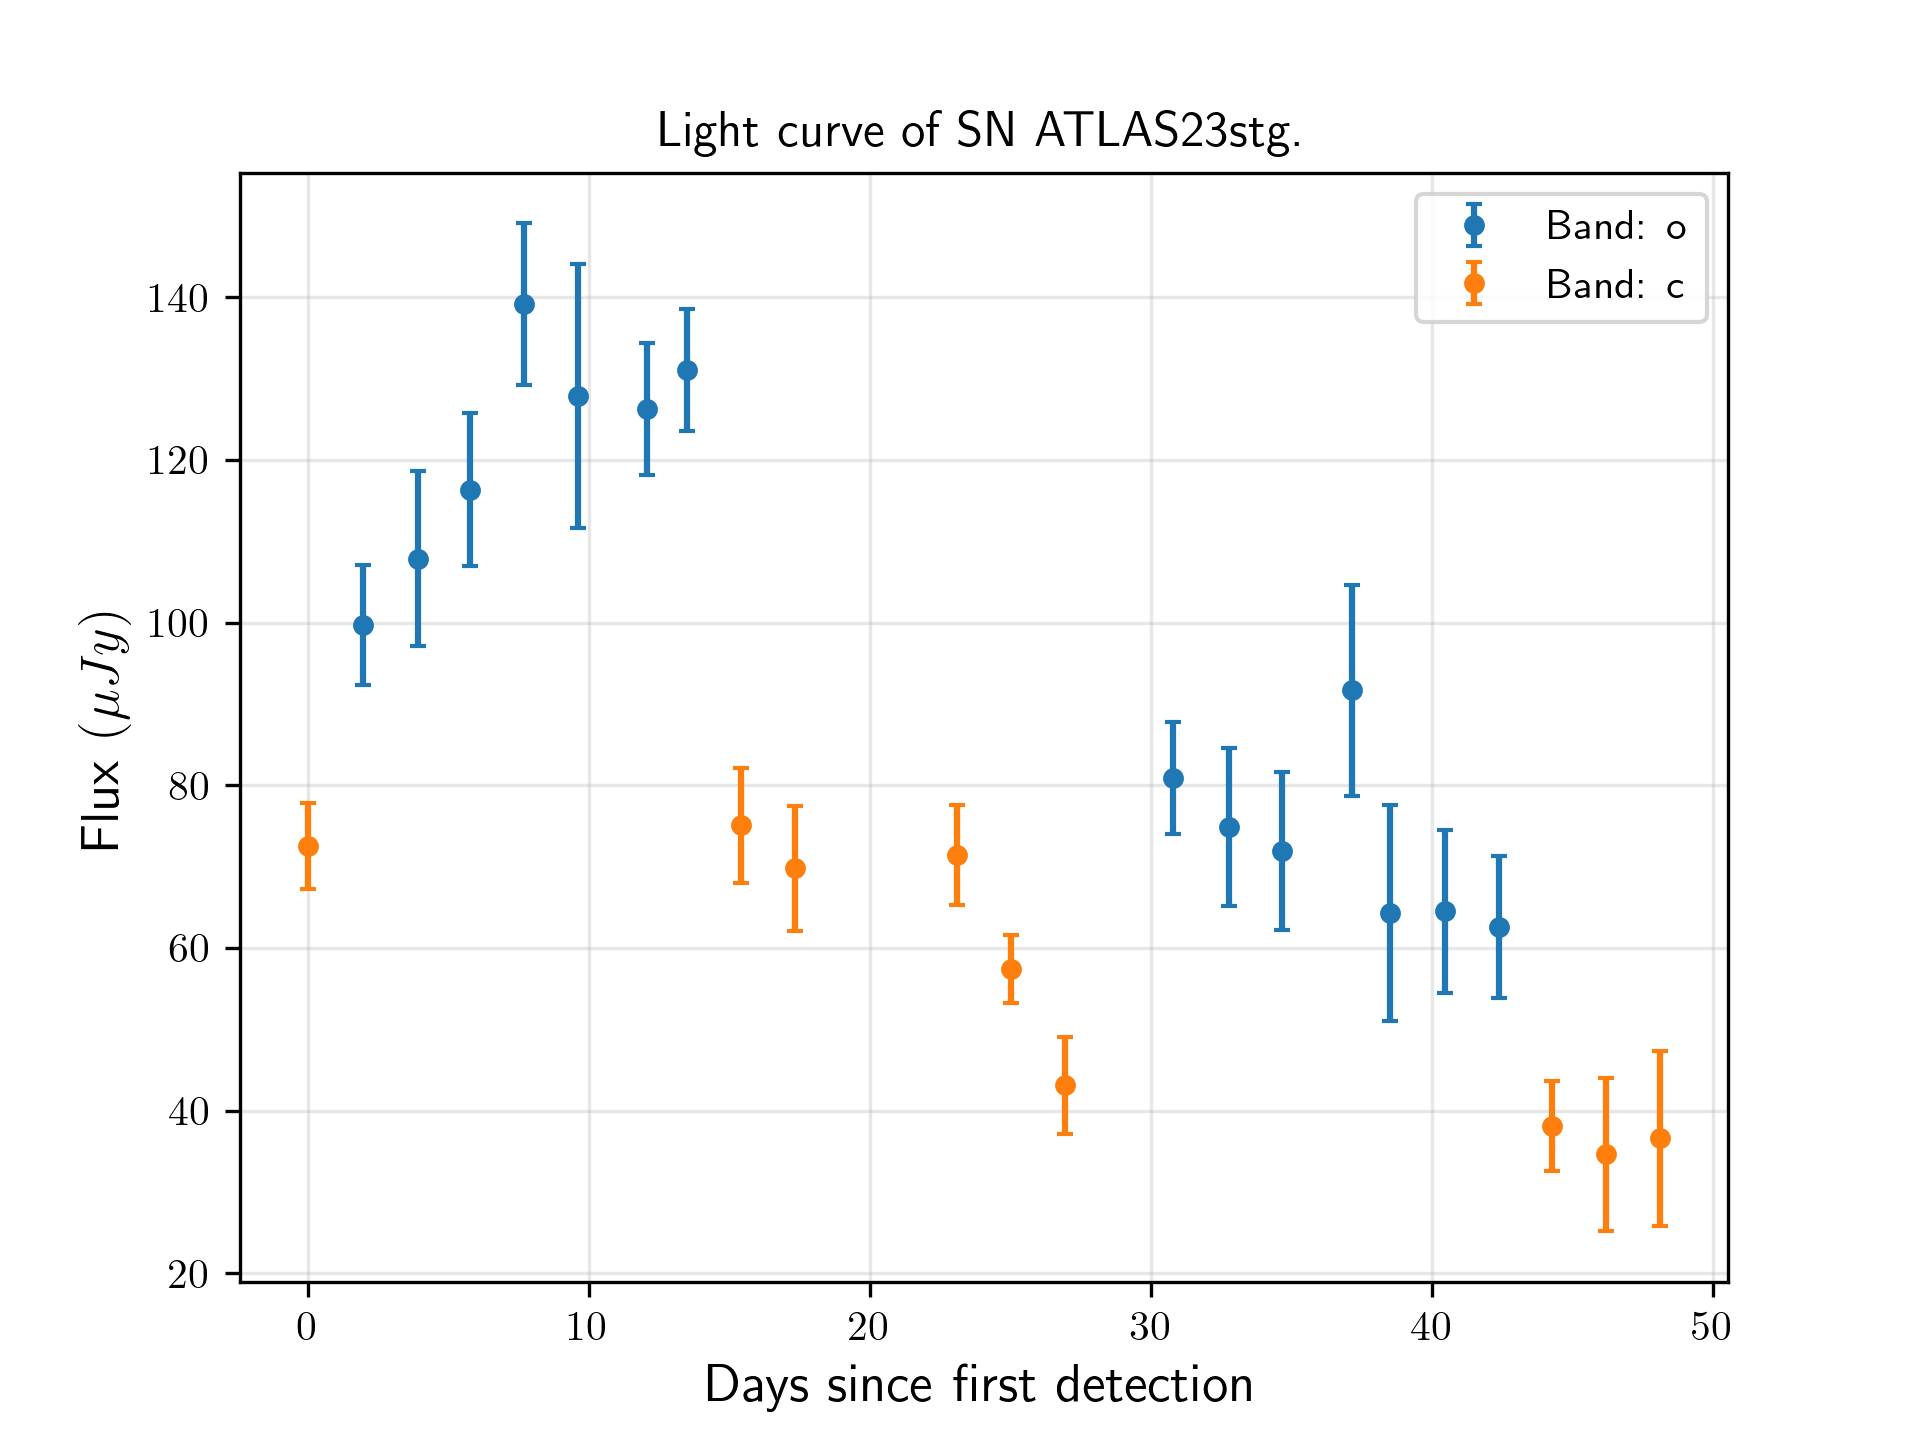 Light curve of SN ATLAS23stg.
Band: o
Band: c
140
120
100
80
60
40
20
Flux (μJy)
0 10 20 30 40 50
Days since first detection